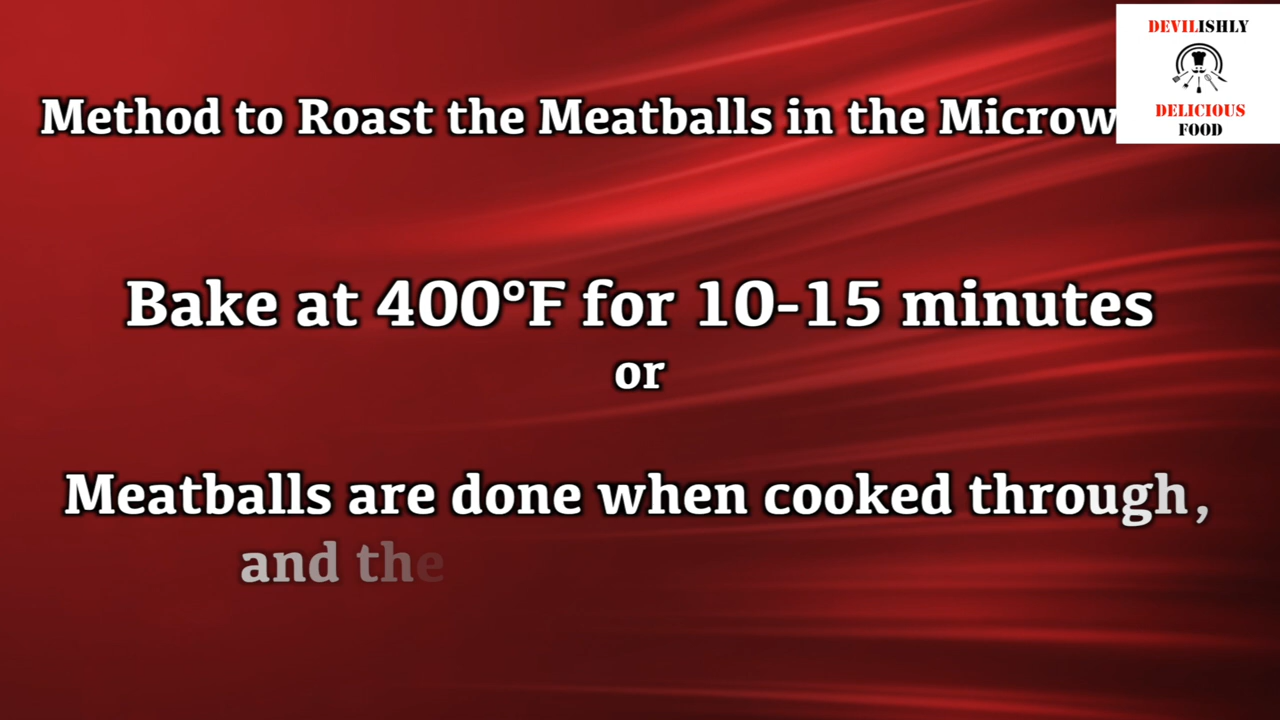 DEVILISHLY
DELICIOUS
FOOD
Method to Roast the Meatballs in the Microw
Bake at 400°F for 10-15 minutes
or
Meatballs are done when cooked through,
and the